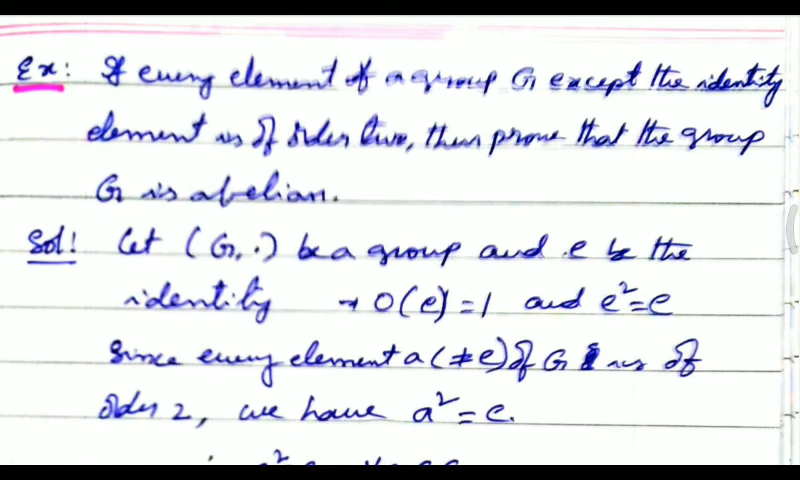 Ex: If every element of a group G except the identity
element is of order two, then prove that the group
G is abelian.
Sol: Let (G, .) be a group and e be the
identity → O(e) = 1 and e² = e
Since every element a (≠e) of G is of
order 2, we have a² = e.